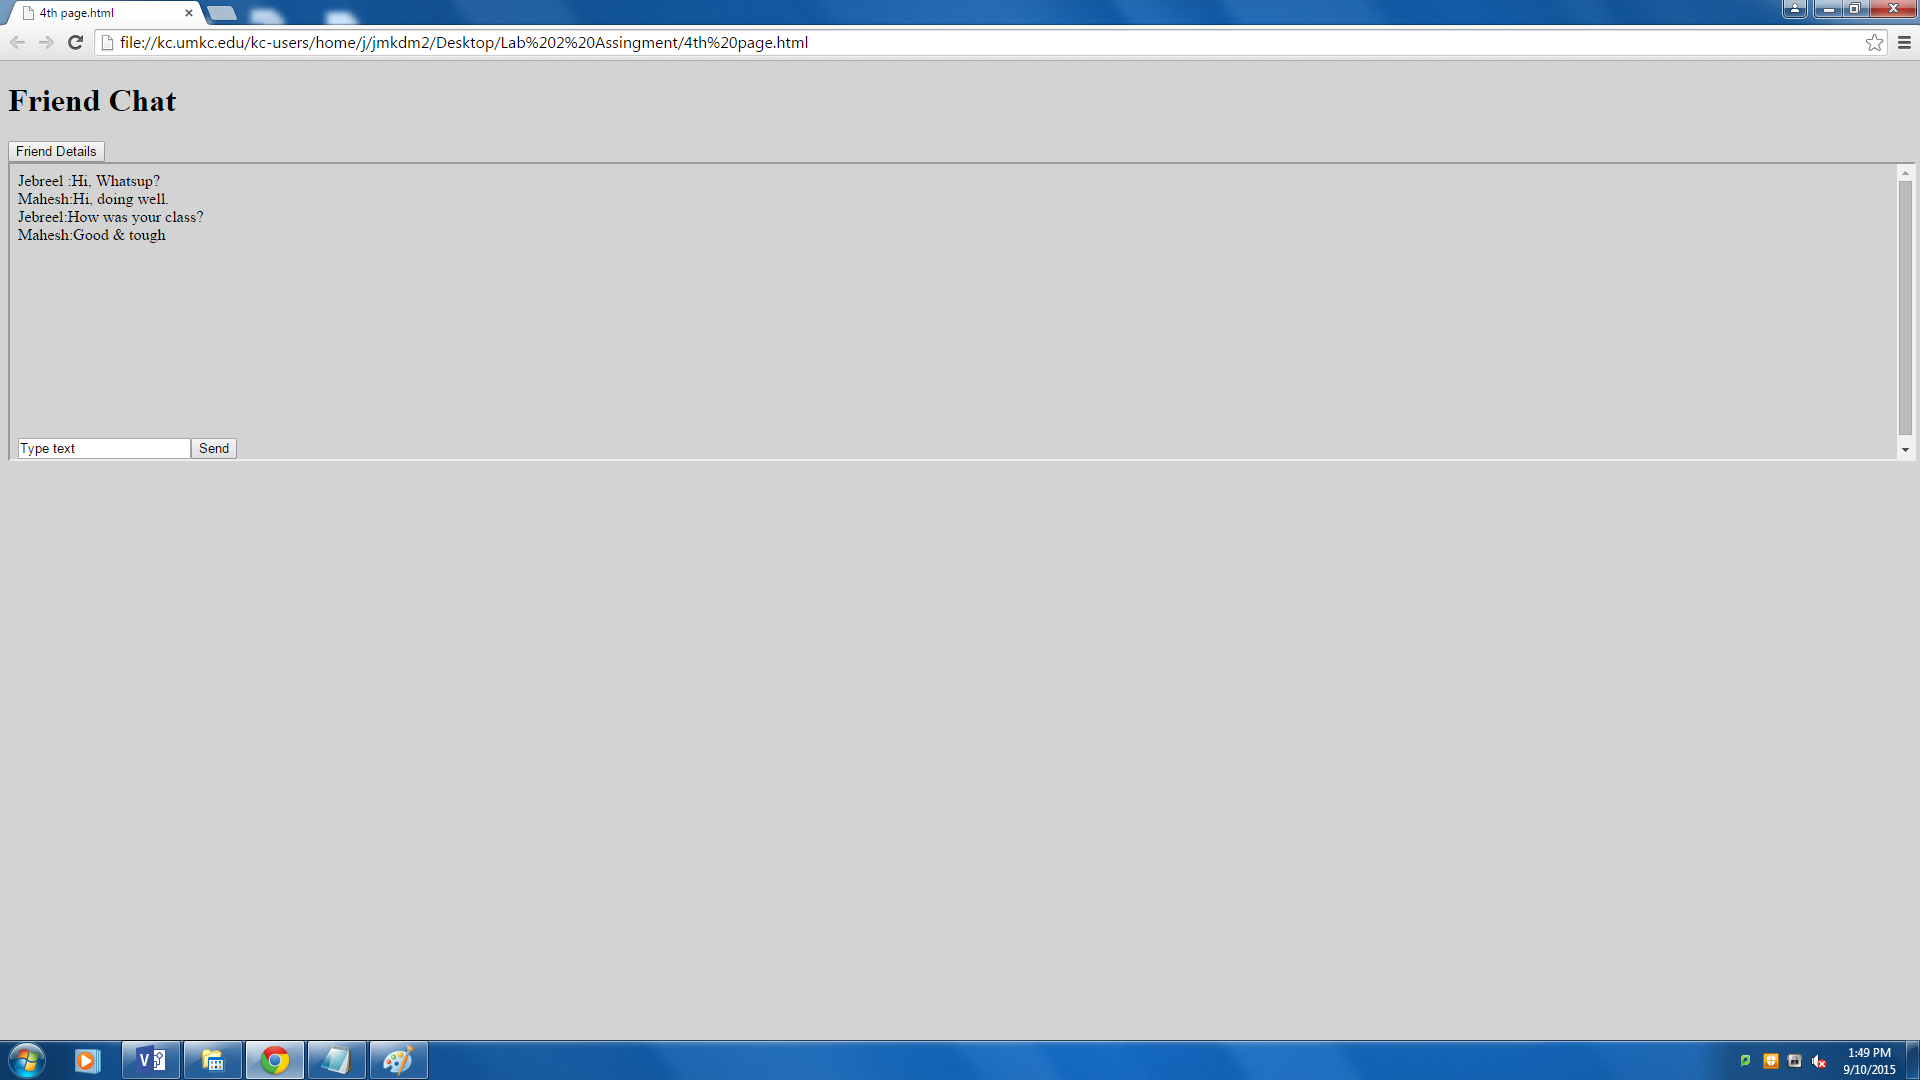 4th page.html
file://kc.umkc.edu/kc-users/home/j/jmkdm2/Desktop/Lab%202%20Assingment/4th%20page.html
Friend Chat
Friend Details
Jebreel :Hi, Whatsup?
Mahesh:Hi, doing well.
Jebreel:How was your class?
Mahesh:Good & tough
Type text
Send
V
1:49 PM
9/10/2015